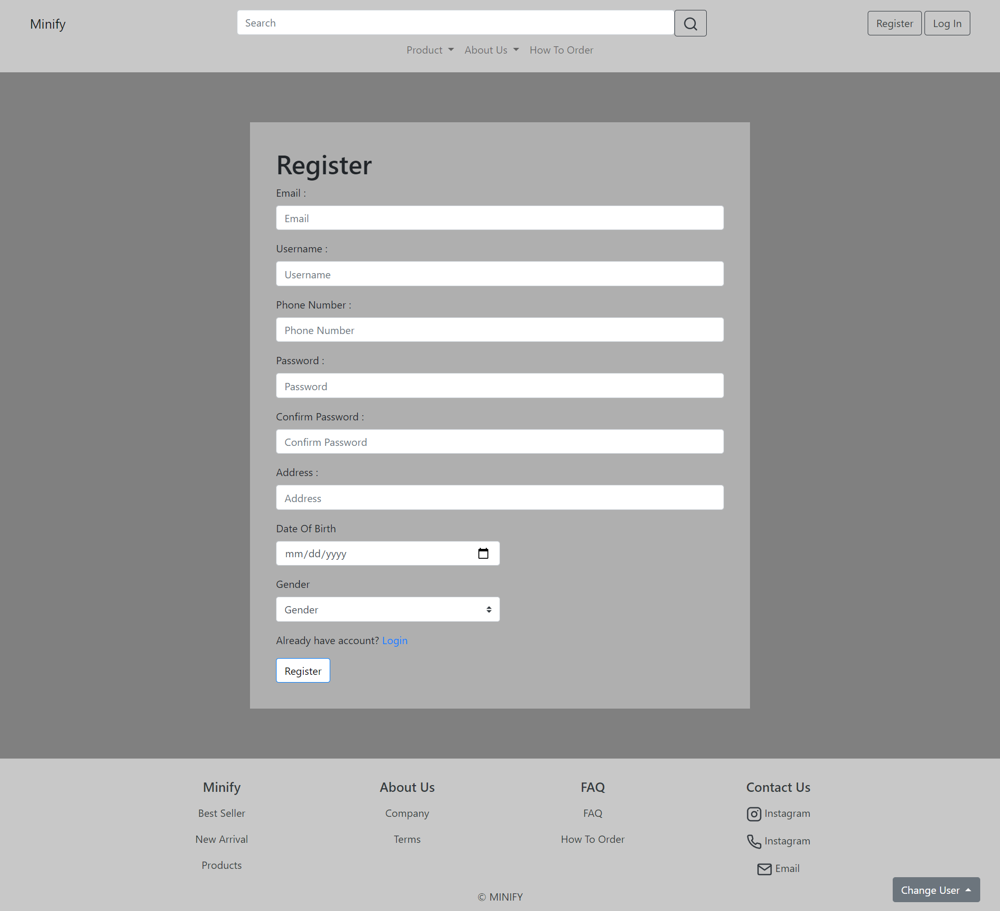 Minify
Search
Register
Log In
Product
About Us
How To Order
Register
Email :
Email
Username :
Username
Phone Number :
Phone Number
Password :
Password
Confirm Password :
Confirm Password
Address :
Address
Date Of Birth
mm/dd/yyyy
Gender
Gender
Already have account? Login
Register
Minify
Best Seller
New Arrival
Products
About Us
Company
Terms
FAQ
FAQ
How To Order
Contact Us
Instagram
Instagram
Email
Change User
© MINIFY